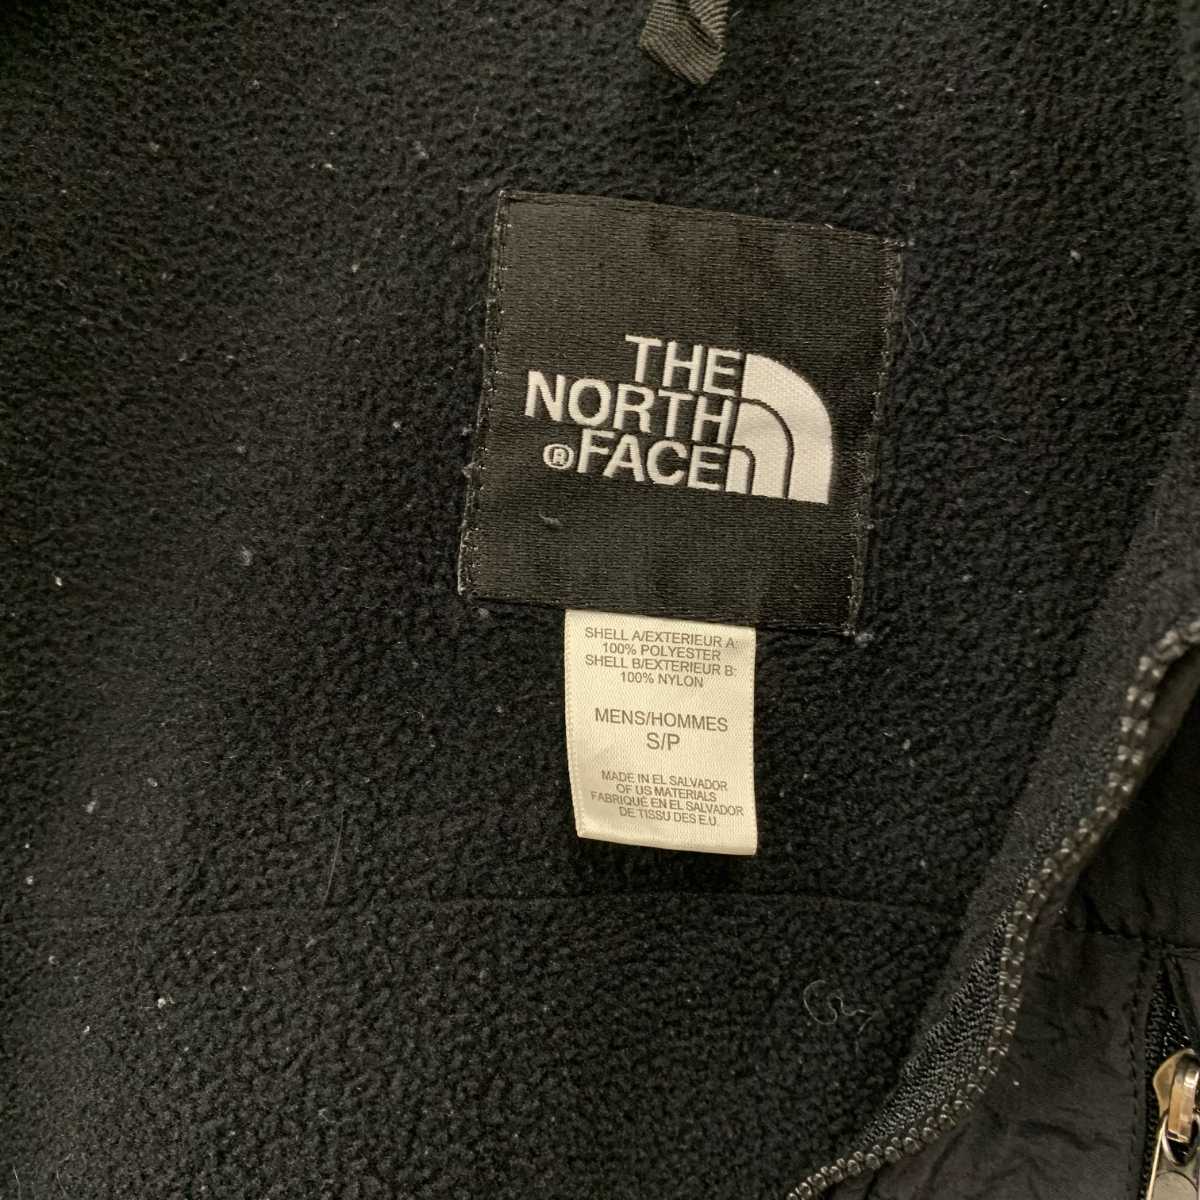 THE
NORTH
®FACE
SHELL A/EXTERIEUR A:
100% POLYESTER
SHELL B/EXTERIEUR B:
100% NYLON
MENS/HOMMES
S/P
MADE IN EL SALVADOR
OF US MATERIALS
FABRIQUÉ EN EL SALVADOR
DE TISSU DES E.U.